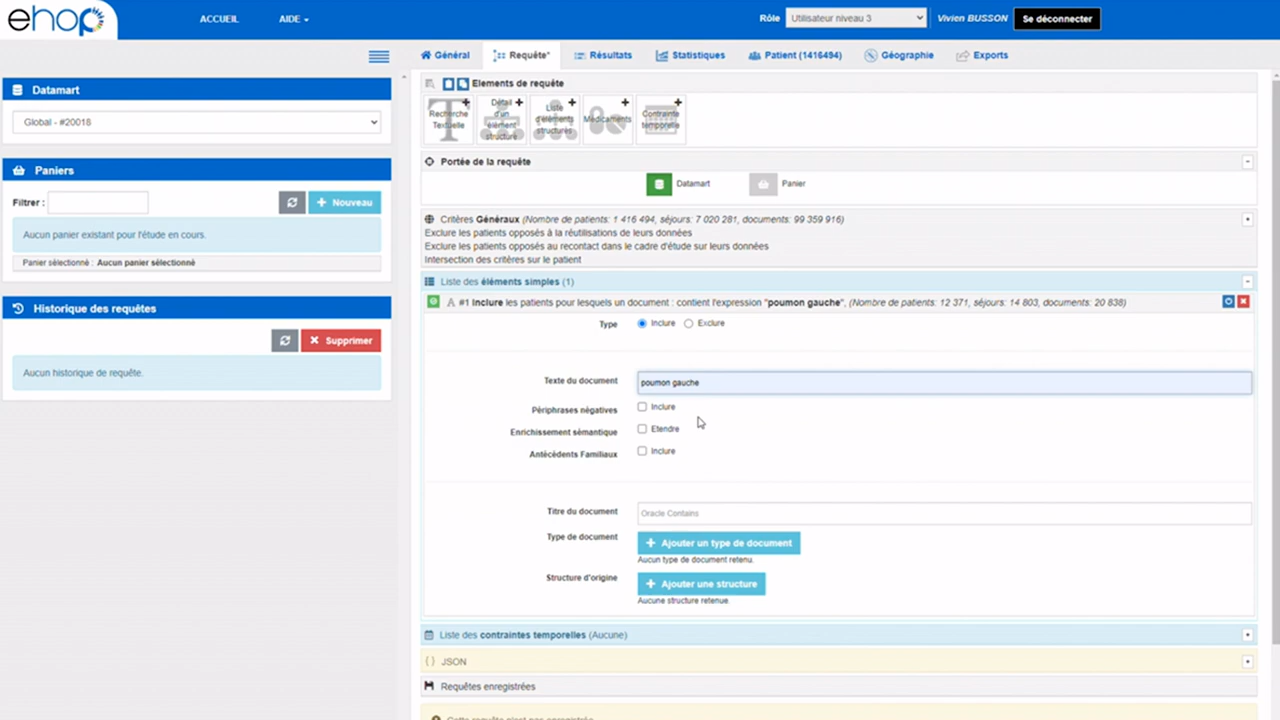 ehop
ACCUEIL
AIDE
Rôle
Utilisateur niveau 3
Vivien BUSSON
Se déconnecter
Général
Requête*
Résultats
Statistiques
Patient (1416494)
Géographie
Exports
Datamart
Global - #20018
Paniers
Filtrer :
+ Nouveau
Aucun panier existant pour l'étude en cours.
Panier sélectionné : Aucun panier sélectionné
Historique des requêtes
Supprimer
Aucun historique de requête.
Elements de requête
Recherche Textuelle
Détail d'un élément structuré
Liste d'éléments structurés
Médicaments
Contrainte temporelle
Portée de la requête
Datamart
Panier
Critères Généraux (Nombre de patients: 1 416 494, séjours: 7 020 281, documents: 99 359 916)
Exclure les patients opposés à la réutilisations de leurs données
Exclure les patients opposés au recontact dans le cadre d'étude sur leurs données
Intersection des critères sur le patient
Liste des éléments simples (1)
A #1 Inclure les patients pour lesquels un document : contient l'expression "poumon gauche", (Nombre de patients: 12 371, séjours: 14 803, documents: 20 838)
Type
Inclure
Exclure
Texte du document
poumon gauche
Périphrases négatives
Inclure
Enrichissement sémantique
Etendre
Antécédents Familiaux
Inclure
Titre du document
Oracle Contains
Type de document
+ Ajouter un type de document
Aucun type de document retenu.
Structure d'origine
+ Ajouter une structure
Aucune structure retenue.
Liste des contraintes temporelles (Aucune)
{ } JSON
Requêtes enregistrées
Cette requête n'est pas enregistrée